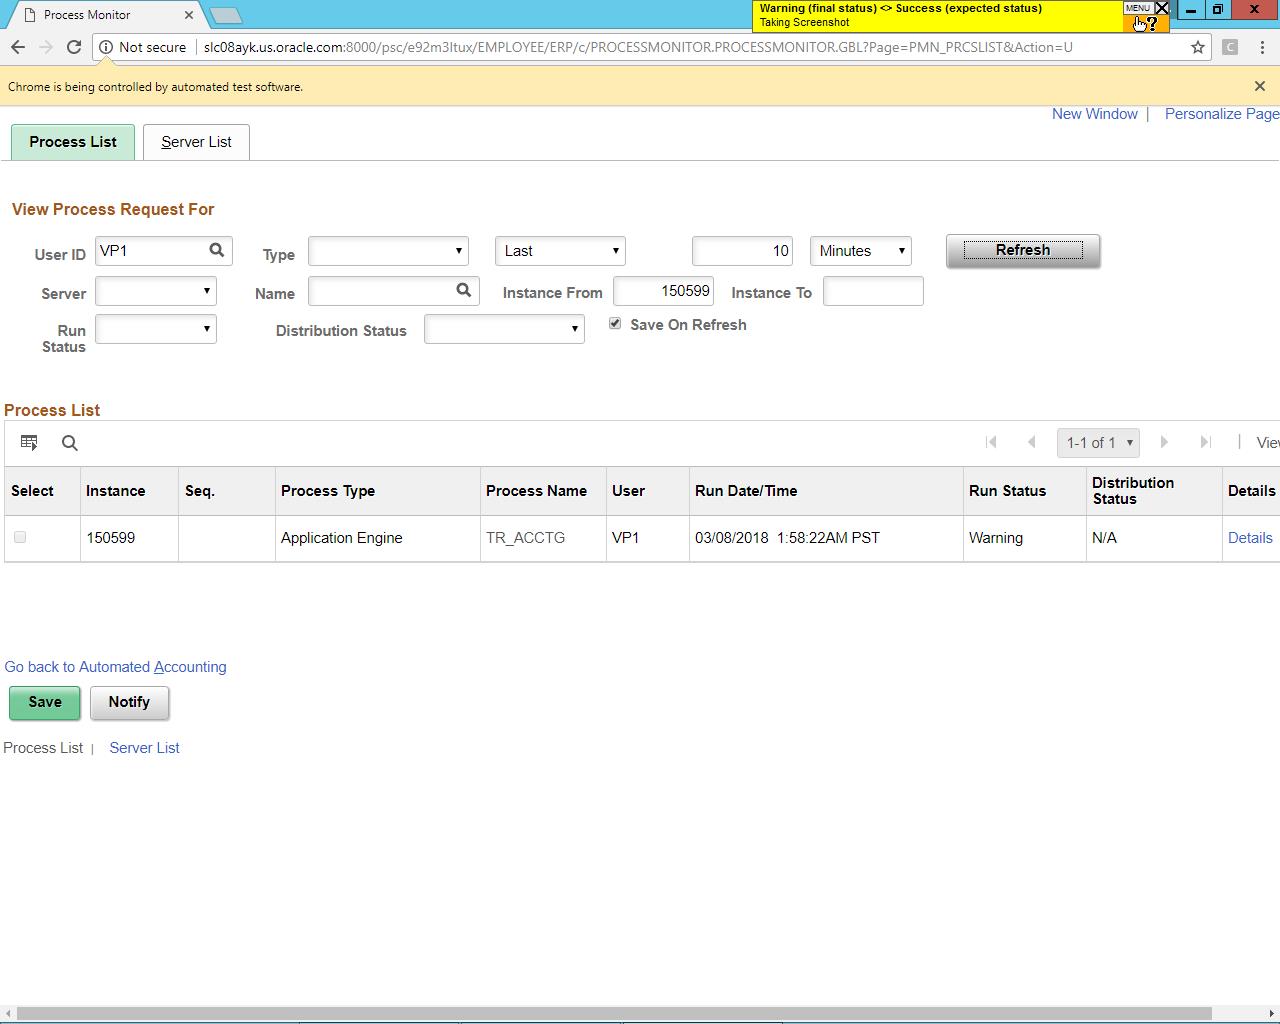 Process Monitor
Warning (final status) <> Success (expected status)
Taking Screenshot
MENU
?
Not secure
slc08ayk.us.oracle.com:8000/psc/e92m3ltux/EMPLOYEE/ERP/c/PROCESSMONITOR.PROCESSMONITOR.GBL?Page=PMN_PRCSLIST&Action=U
C
Chrome is being controlled by automated test software.
New Window | Personalize Page
Process List
Server List
View Process Request For
User ID VP1 Type Last 10 Minutes Refresh
Server Name Instance From 150599 Instance To
Run Status Distribution Status Save On Refresh
Process List
1-1 of 1 |
Select Instance Seq. Process Type Process Name User Run Date/Time Run Status Distribution Status Details
150599 Application Engine TR_ACCTG VP1 03/08/2018 1:58:22AM PST Warning N/A Details
Go back to Automated Accounting
Save Notify
Process List | Server List